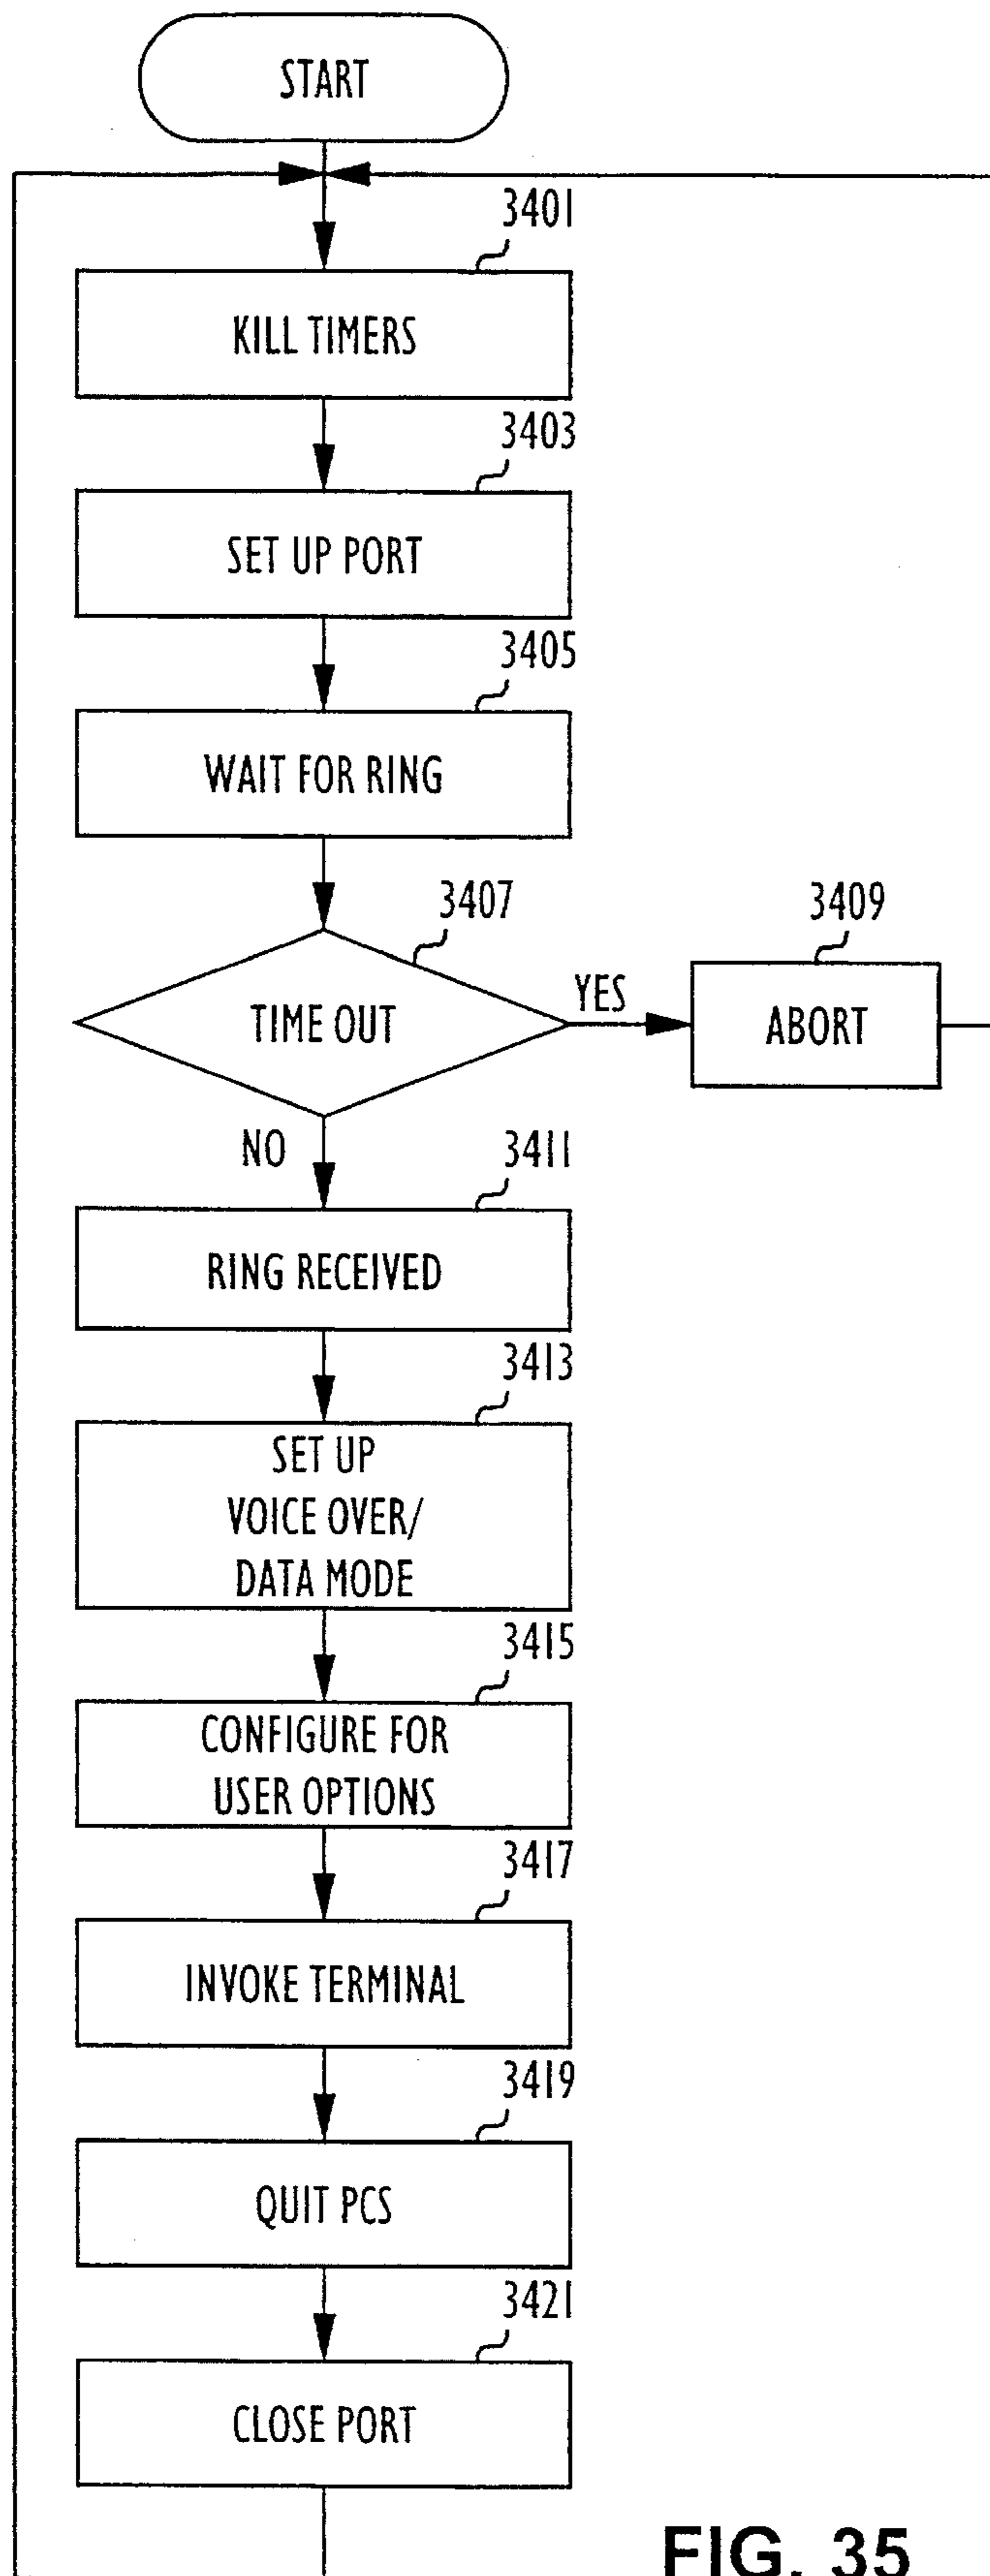 START
3401
KILL TIMERS
3403
SET UP PORT
3405
WAIT FOR RING
3407
TIME OUT
YES
3409
ABORT
NO
3411
RING RECEIVED
3413
SET UP
VOICE OVER/
DATA MODE
3415
CONFIGURE FOR
USER OPTIONS
3417
INVOKE TERMINAL
3419
QUIT PCS
3421
CLOSE PORT
FIG. 35